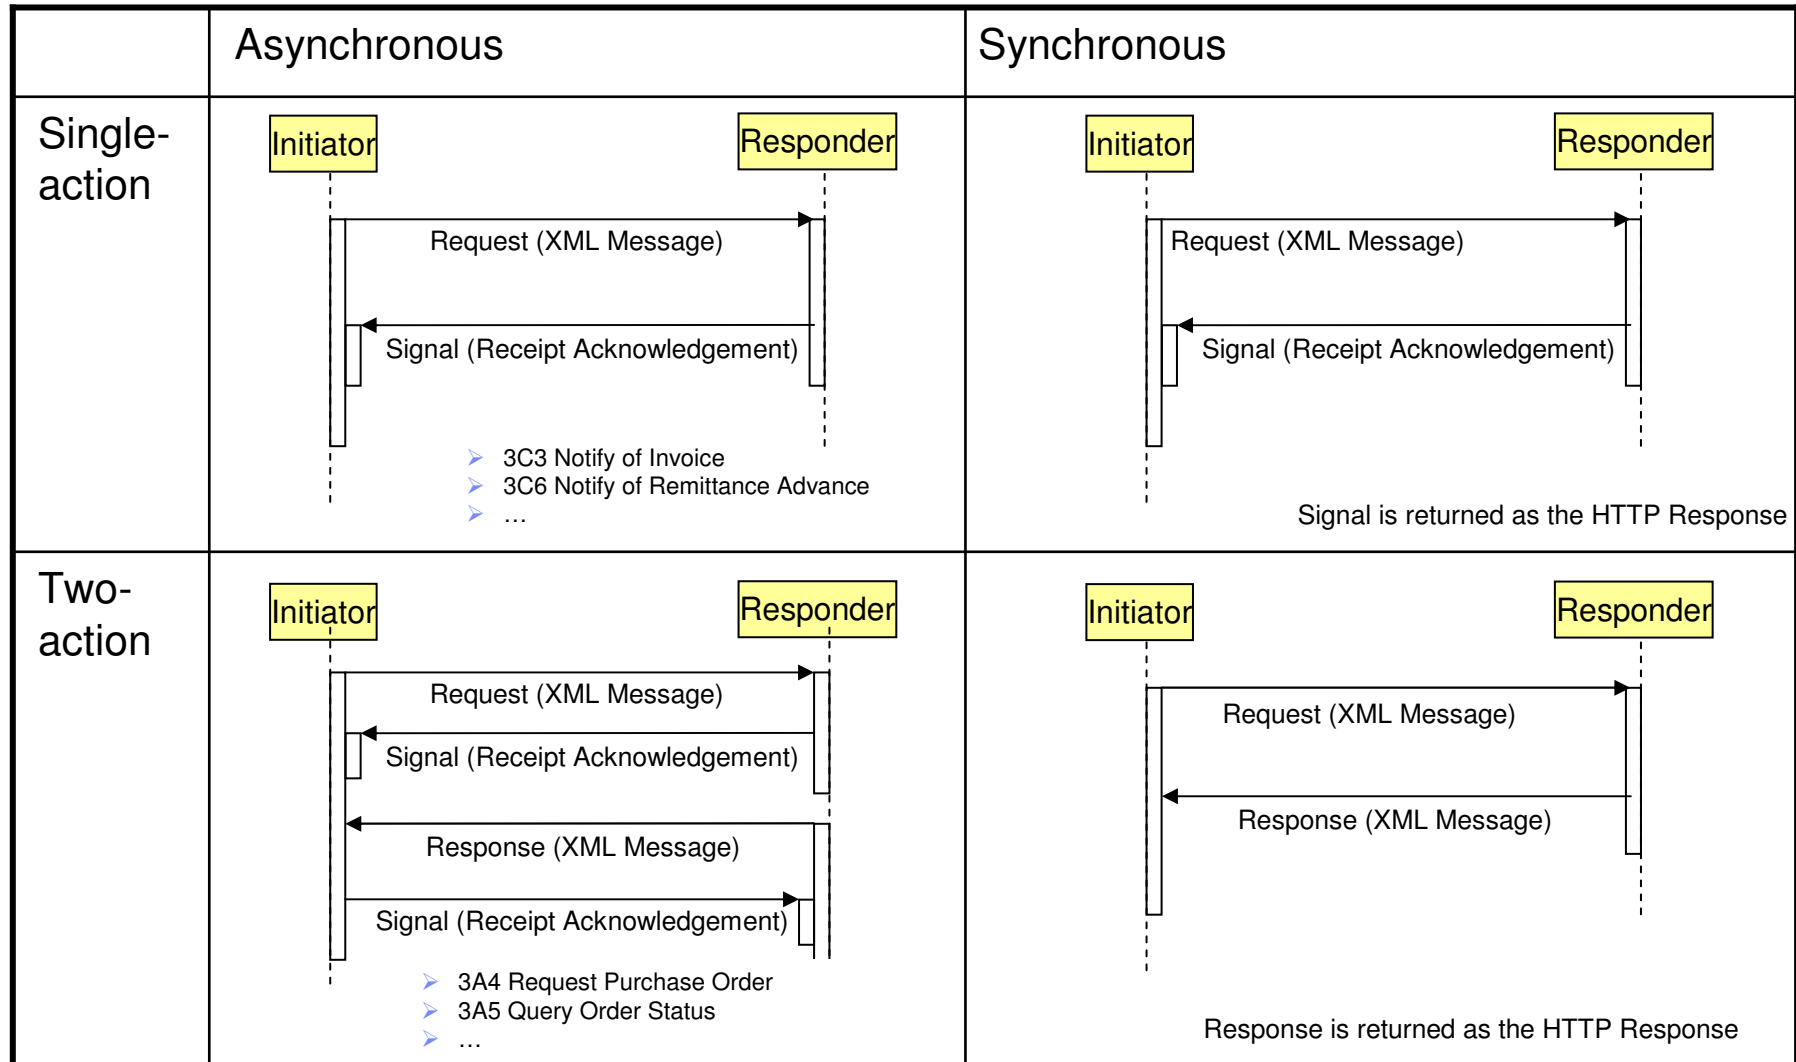 Asynchronous
Synchronous
Single-
action
Initiator
Responder
Request (XML Message)
Signal (Receipt Acknowledgement)
3C3 Notify of Invoice
3C6 Notify of Remittance Advance
…
Initiator
Responder
Request (XML Message)
Signal (Receipt Acknowledgement)
Signal is returned as the HTTP Response
Two-
action
Initiator
Responder
Request (XML Message)
Signal (Receipt Acknowledgement)
Response (XML Message)
Signal (Receipt Acknowledgement)
3A4 Request Purchase Order
3A5 Query Order Status
…
Initiator
Responder
Request (XML Message)
Response (XML Message)
Response is returned as the HTTP Response